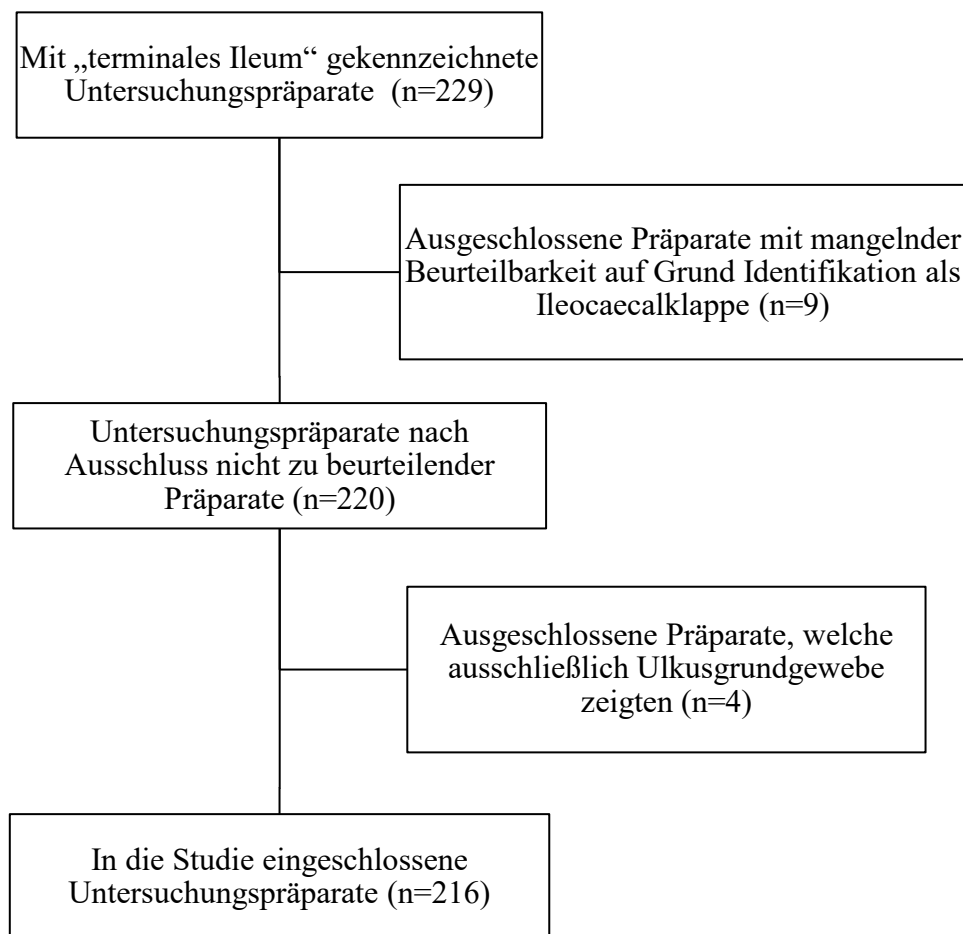 Mit „terminales Ileum“ gekennzeichnete
Untersuchungspräparate (n=229)
Ausgeschlossene Präparate mit mangelnder
Beurteilbarkeit auf Grund Identifikation als
Ileocaecalklappe (n=9)
Untersuchungspräparate nach
Ausschluss nicht zu beurteilender
Präparate (n=220)
Ausgeschlossene Präparate, welche
ausschließlich Ulkusgrundgewebe
zeigten (n=4)
In die Studie eingeschlossene
Untersuchungspräparate (n=216)